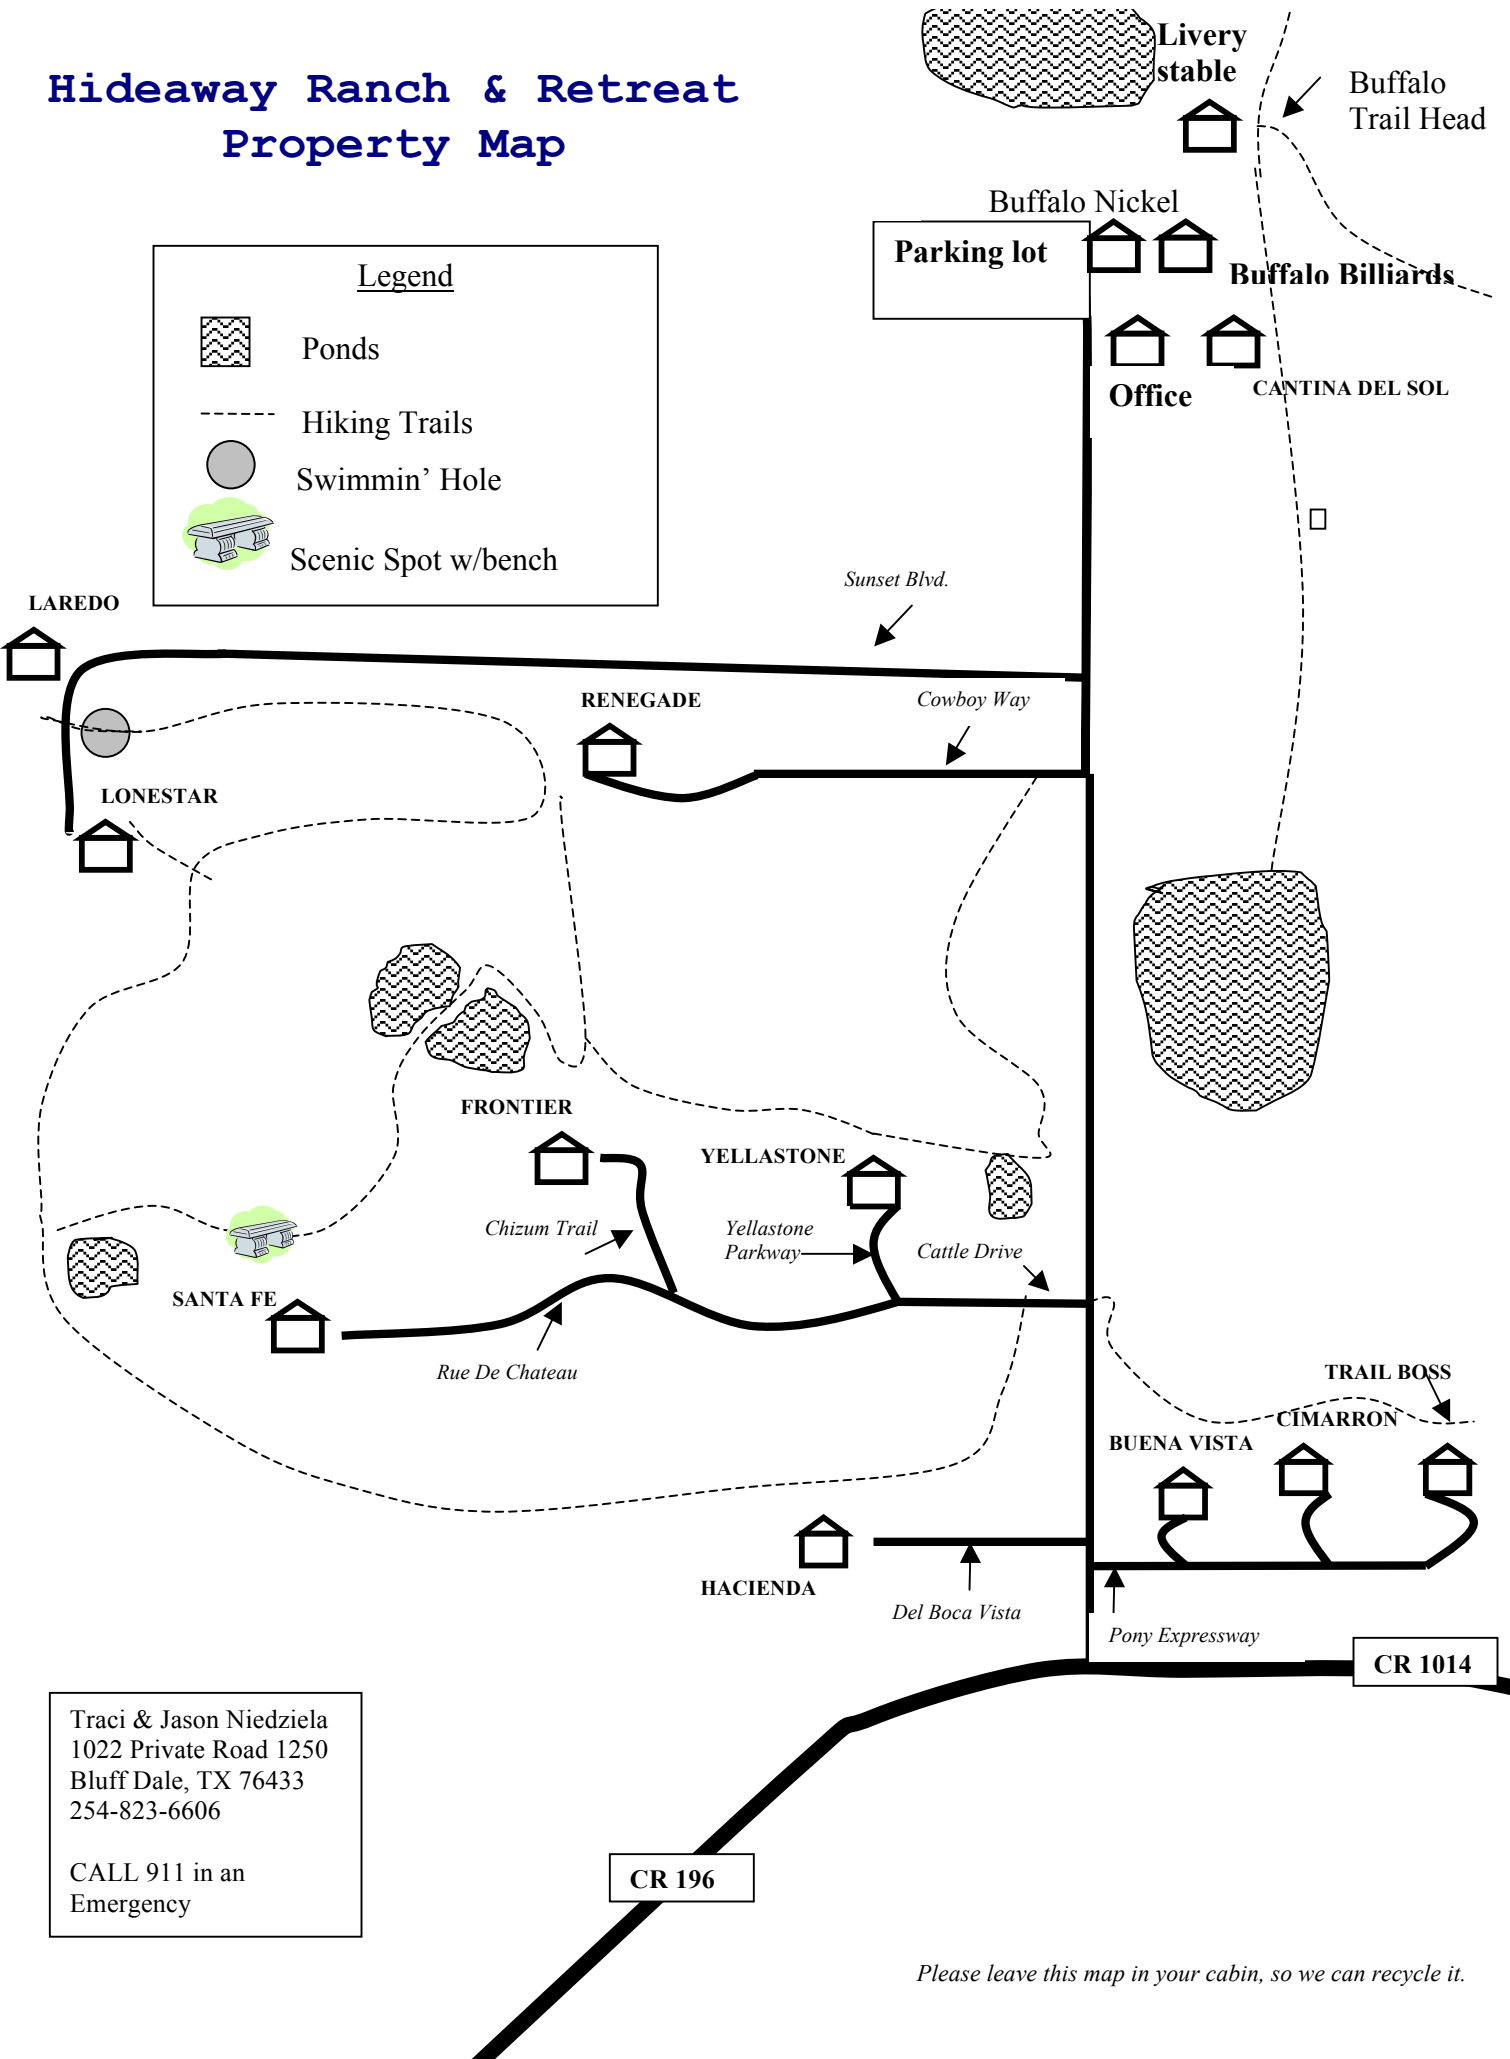 Hideaway Ranch & Retreat
Property Map
Livery
stable
Buffalo
Trail Head
Buffalo Nickel
Parking lot
Buffalo Billiards
Office
CANTINA DEL SOL
Legend
Ponds
Hiking Trails
Swimmin’ Hole
Scenic Spot w/bench
Sunset Blvd.
LAREDO
RENEGADE
Cowboy Way
LONESTAR
FRONTIER
YELLASTONE
Chizum Trail
Yellastone
Parkway
Cattle Drive
SANTA FE
Rue De Chateau
TRAIL BOSS
CIMARRON
BUENA VISTA
HACIENDA
Del Boca Vista
Pony Expressway
CR 1014
Traci & Jason Niedziela
1022 Private Road 1250
Bluff Dale, TX 76433
254-823-6606
CALL 911 in an
Emergency
CR 196
Please leave this map in your cabin, so we can recycle it.